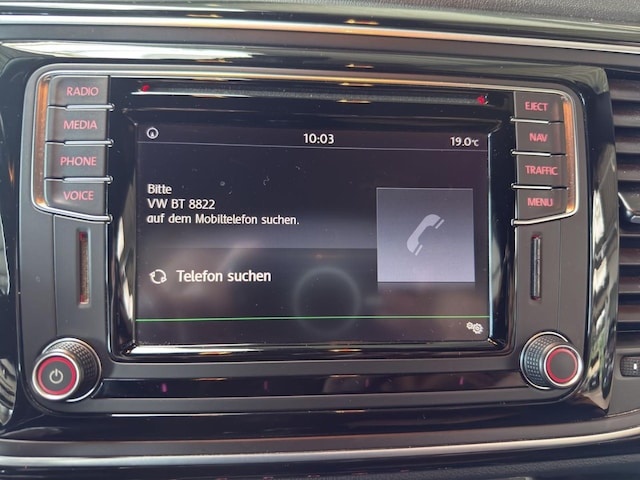 RADIO
MEDIA
PHONE
VOICE
10:03
19.0°C
Bitte
VW BT 8822
auf dem Mobiltelefon suchen.
Telefon suchen
EJECT
NAV
TRAFFIC
MENU